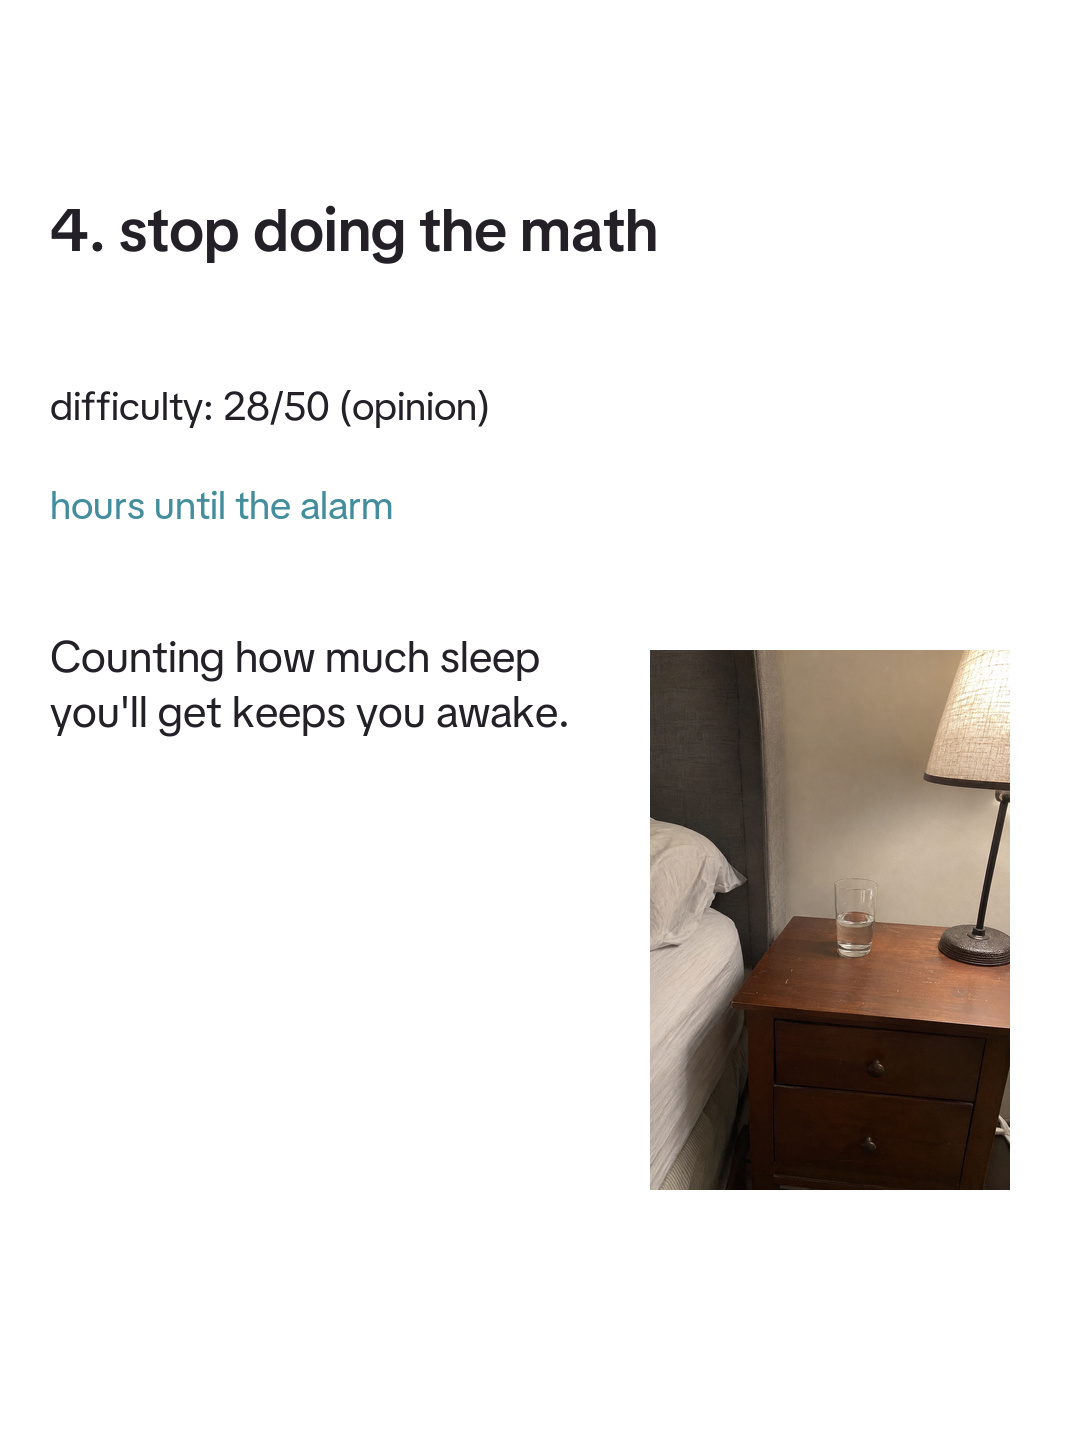 4. stop doing the math
difficulty: 28/50 (opinion)
hours until the alarm
Counting how much sleep
you'll get keeps you awake.